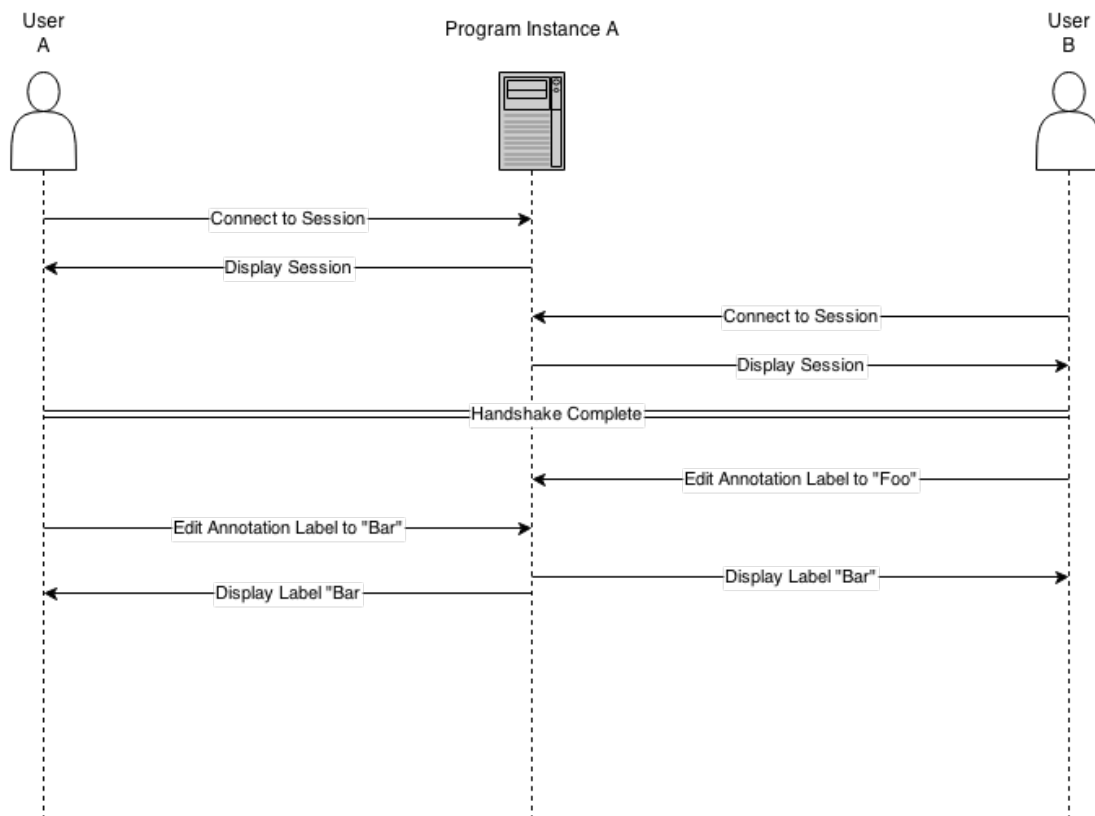 User
A
Program Instance A
User
B
Connect to Session
Display Session
Connect to Session
Display Session
Handshake Complete
Edit Annotation Label to "Foo"
Edit Annotation Label to "Bar"
Display Label "Bar"
Display Label "Bar